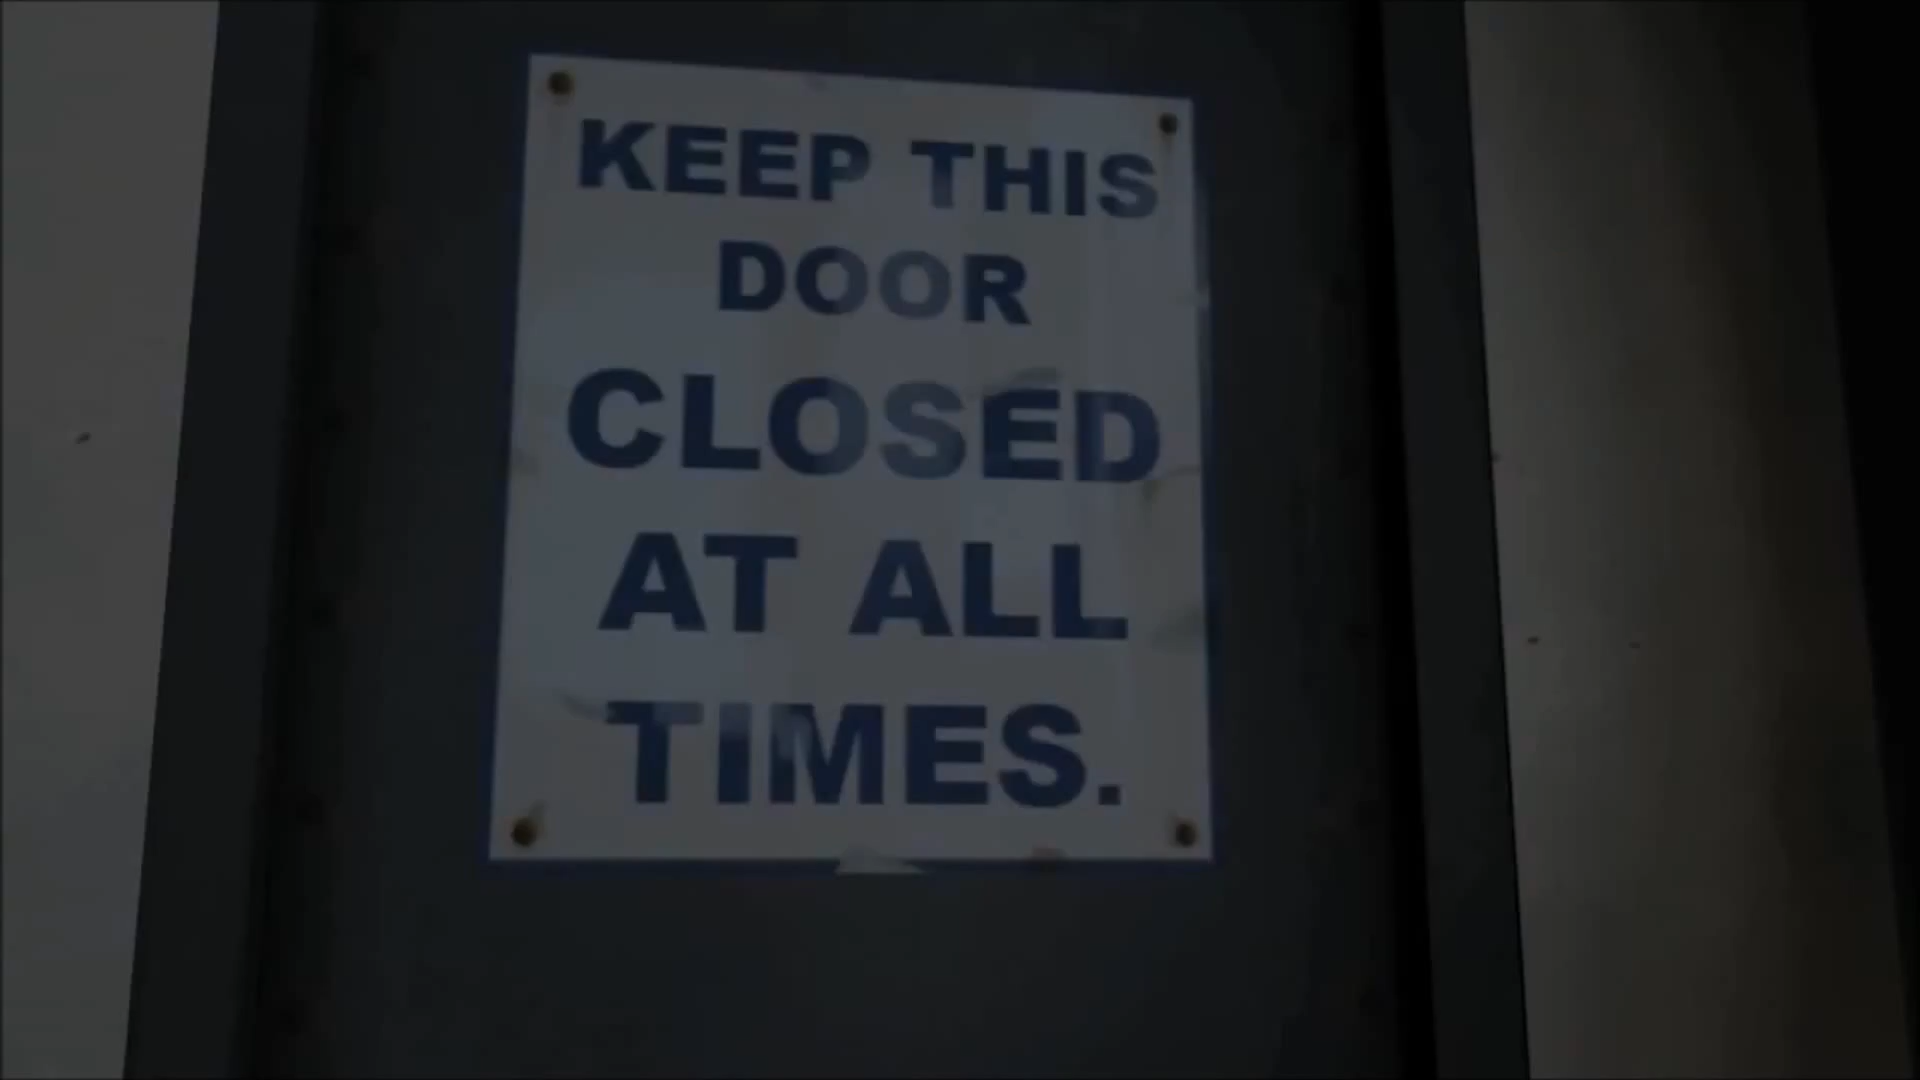 KEEP THIS
DOOR
CLOSED
AT ALL
TIMES.